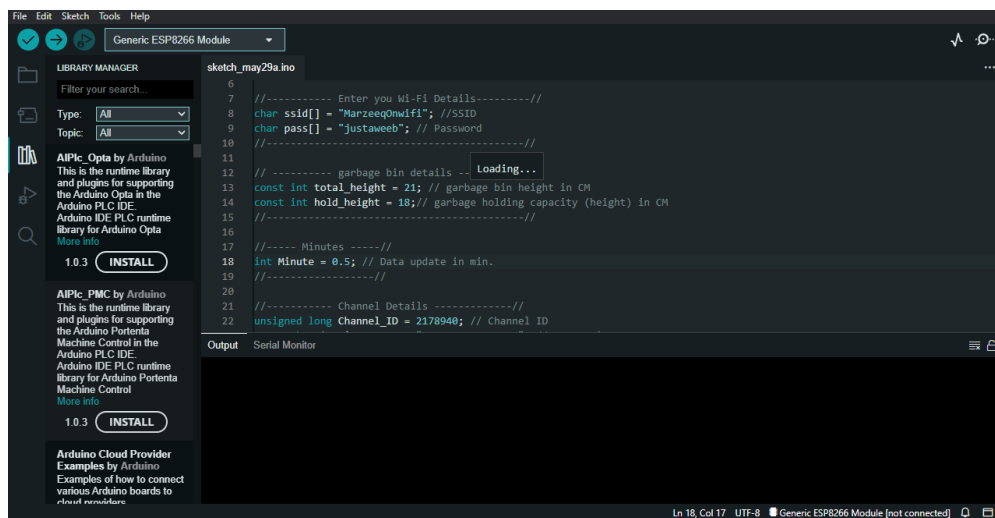 File Edit Sketch Tools Help
Generic ESP8266 Module
LIBRARY MANAGER
Filter your search...
Type: All
Topic: All
AIPlc_Opta by Arduino
This is the runtime library
and plugins for supporting
the Arduino Opta in the
Arduino PLC IDE.
Arduino IDE PLC runtime
library for Arduino Opta
More info
1.0.3 INSTALL
AIPlc_PMC by Arduino
This is the runtime library
and plugins for supporting
the Arduino Portenta
Machine Control in the
Arduino PLC IDE.
Arduino IDE PLC runtime
library for Arduino Portenta
Machine Control
More info
1.0.3 INSTALL
Arduino Cloud Provider
Examples by Arduino
Examples of how to connect
various Arduino boards to
cloud providers
sketch_may29a.ino
6
7 //----------- Enter you Wi-Fi Details---------//
8 char ssid[] = "MarzeeqOnwifi"; //SSID
9 char pass[] = "justaweeb"; // Password
10 //-------------------------------------------//
11
12 // ---------- garbage bin details --
Loading...
13 const int total_height = 21; // garbage bin height in CM
14 const int hold_height = 18;// garbage holding capacity (height) in CM
15 //-------------------------------------------//
16
17 //----- Minutes -----//
18 int Minute = 0.5; // Data update in min.
19 //------------------//
20
21 //----------- Channel Details -------------//
22 unsigned long Channel_ID = 2178940; // Channel ID
Output Serial Monitor
Ln 18, Col 17 UTF-8 Generic ESP8266 Module [not connected]